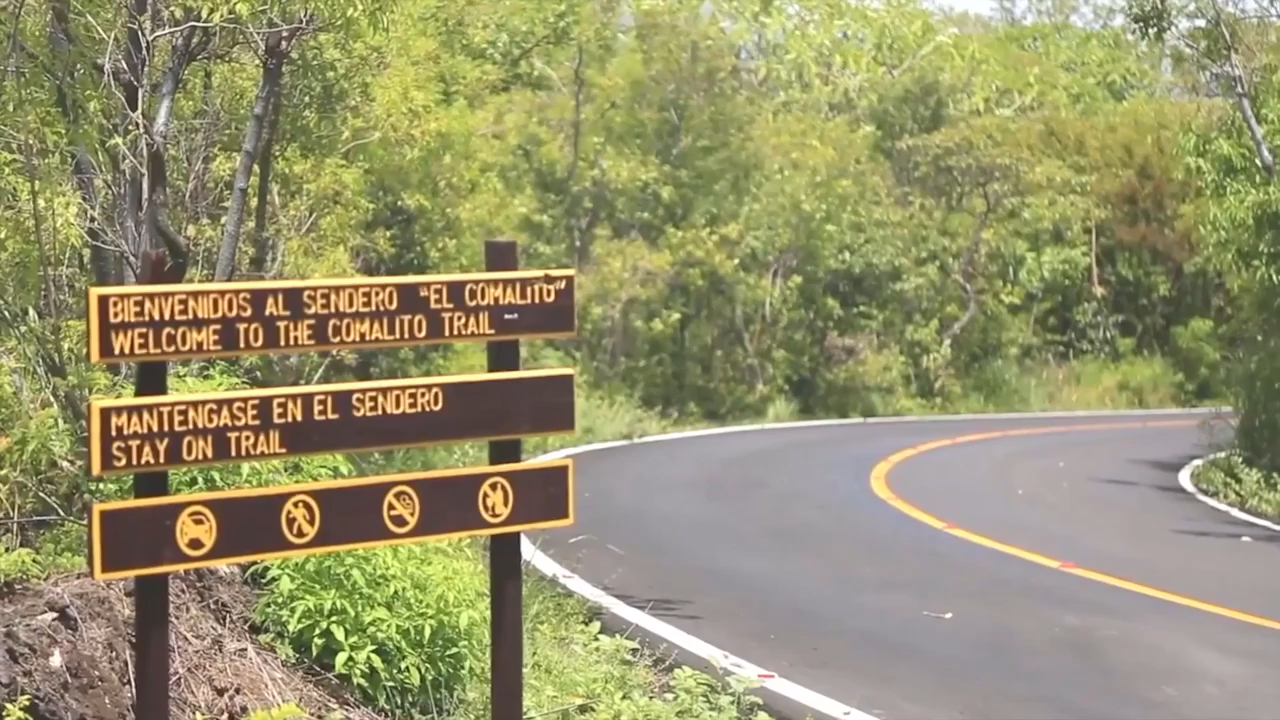 BIENVENIDOS AL SENDERO "EL COMALITO"
WELCOME TO THE COMALITO TRAIL
MANTENGASE EN EL SENDERO
STAY ON TRAIL